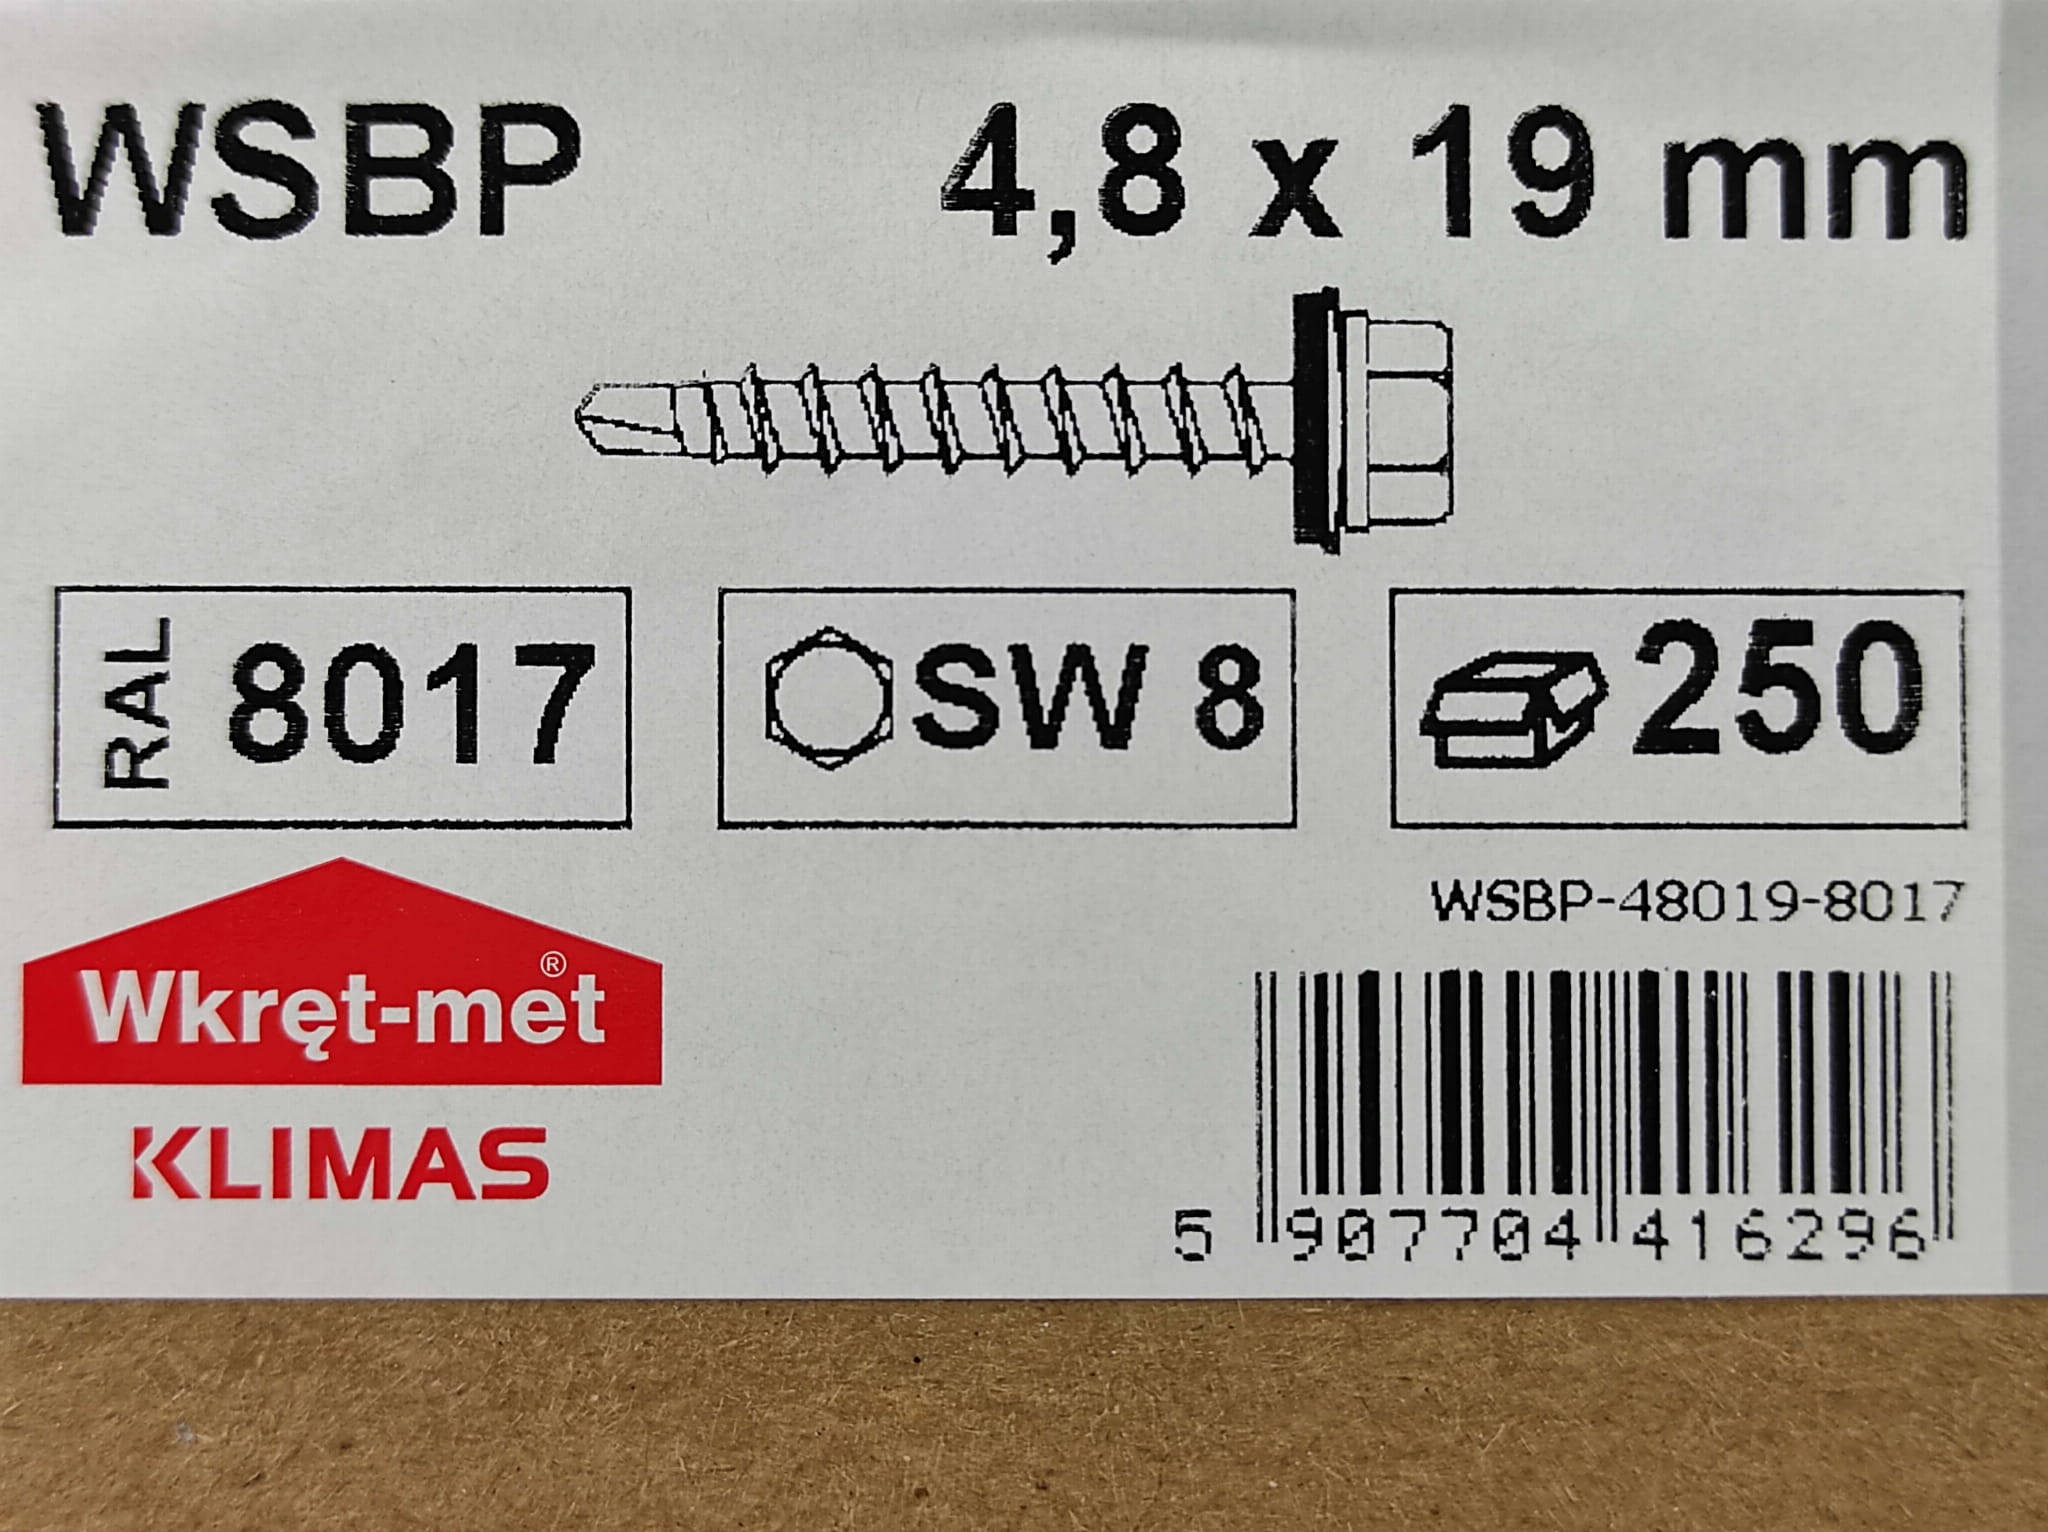 WSBP 4,8 x 19 mm
RAL 8017 SW 8 250
WSBP-48019-8017
Wkręt-met®
KLIMAS
5 907704 416296